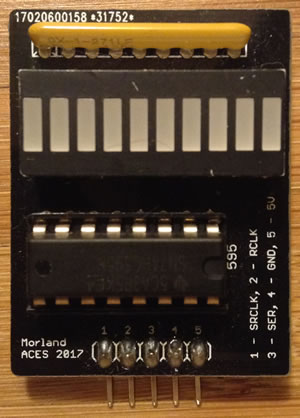 17020600158 *31752*
595
1 - SRCLK, 2 - RCLK
3 - SER, 4 - GND, 5 - 5V
1 2 3 4 5
Morland
ACES 2017